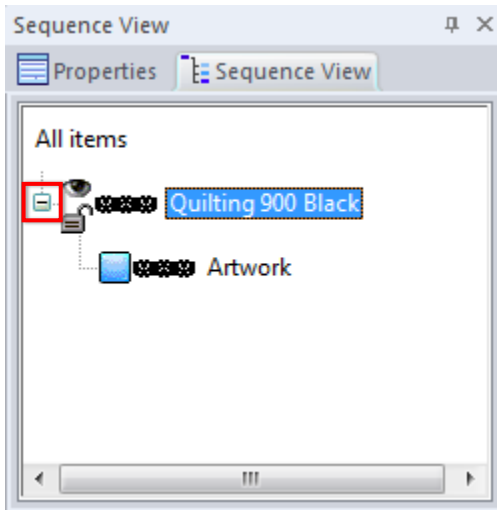 Sequence View
Properties Sequence View
All items
Quilting 900 Black
Artwork